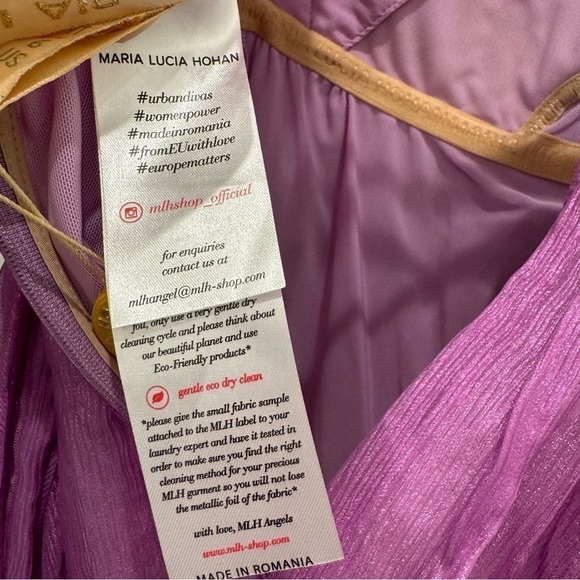 MARIA LUCIA HOHAN
#urbandivas
#womenpower
#madeinromania
#fromEUwithlove
#europematters
mlhshop_official
for enquiries
contact us at
mlhangel@mlh-shop.com
foil, only use a very gentle dry
cleaning cycle and please think about
our beautiful planet and use
Eco-Friendly products*
gentle eco dry clean
*please give the small fabric sample
attached to the MLH label to your
laundry expert and have it tested in
order to make sure you find the right
cleaning method for your precious
MLH garment so you will not lose
the metallic foil of the fabric*
with love, MLH Angels
www.mlh-shop.com
MADE IN ROMANIA